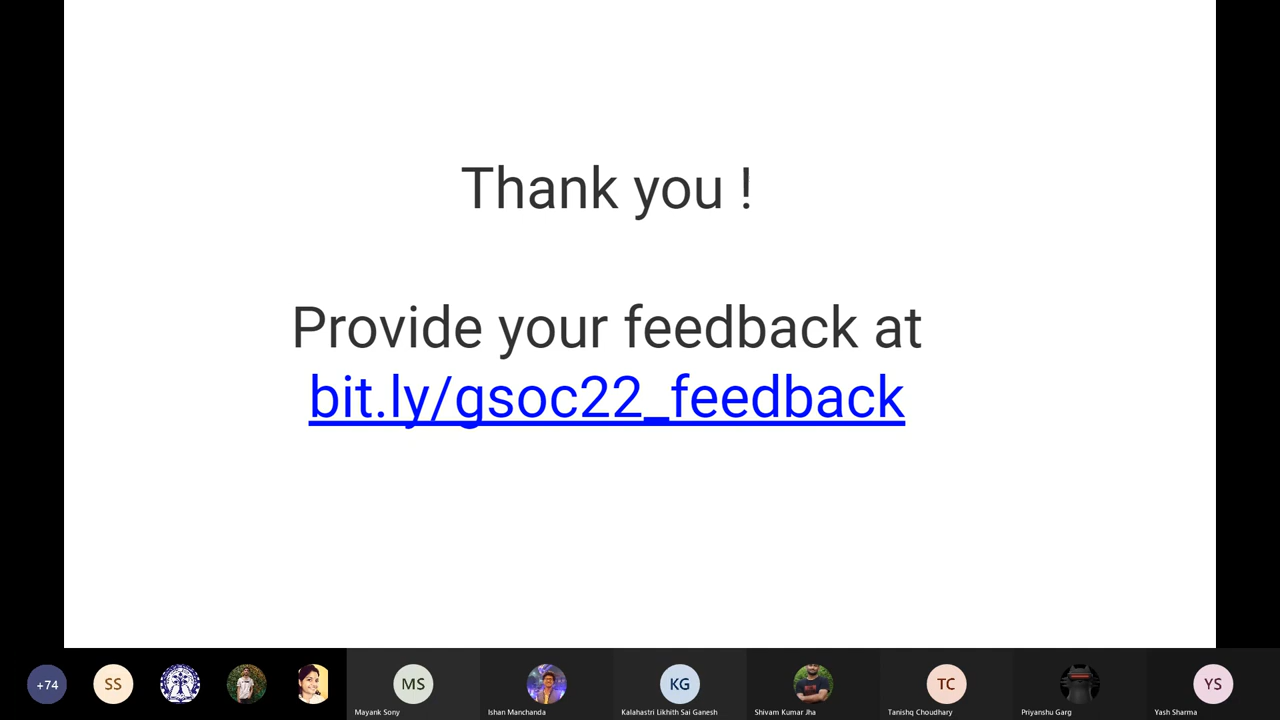 Thank you !
Provide your feedback at
bit.ly/gsoc22_feedback
+74
SS
MS
KG
TC
YS
Mayank Sony
Ishan Manchanda
Kalahastri Likhith Sai Ganesh
Shivam Kumar Jha
Tanishq Choudhary
Priyanshu Garg
Yash Sharma